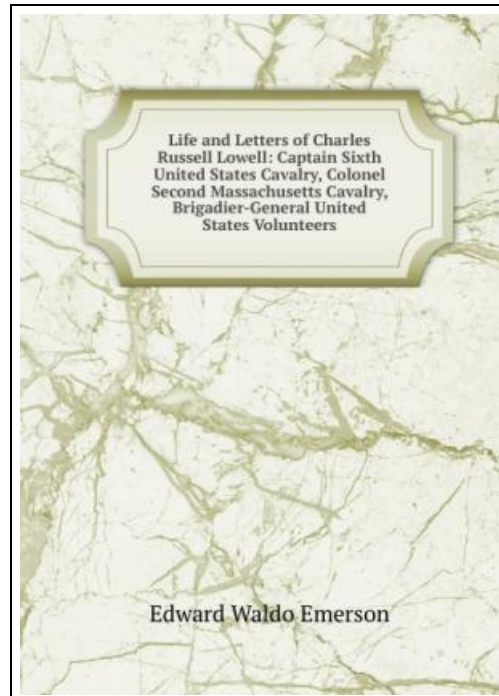 Life and Letters of Charles
Russell Lowell: Captain Sixth
United States Cavalry, Colonel
Second Massachusetts Cavalry,
Brigadier-General United
States Volunteers
Edward Waldo Emerson